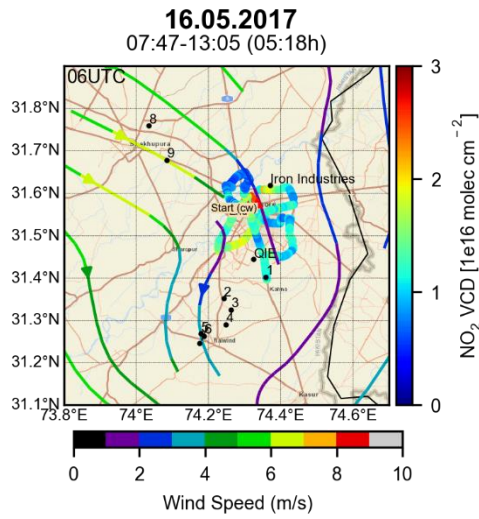 16.05.2017
07:47-13:05 (05:18h)
06UTC
31.8°N
31.7°N
31.6°N
31.5°N
31.4°N
31.3°N
31.2°N
31.1°N
73.8°E
74°E
74.2°E
74.4°E
74.6°E
8
9
Iron Industries
Start (cw)
QIE
1
2
3
4
5
6
Kasur
3
2
1
0
NO₂ VCD [1e16 molec cm⁻²]
0
2
4
6
8
10
Wind Speed (m/s)